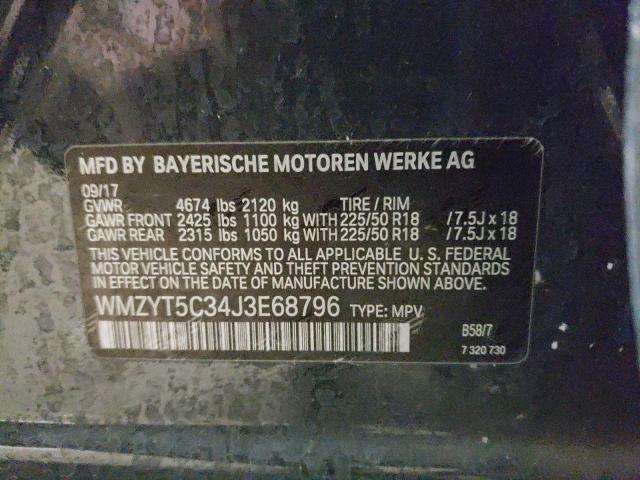 MFD BY BAYERISCHE MOTOREN WERKE AG
09/17
GVWR 4674 lbs 2120 kg TIRE / RIM
GAWR FRONT 2425 lbs 1100 kg WITH 225/50 R18 / 7.5J x 18
GAWR REAR 2315 lbs 1050 kg WITH 225/50 R18 / 7.5J x 18
THIS VEHICLE CONFORMS TO ALL APPLICABLE U. S. FEDERAL
MOTOR VEHICLE SAFETY AND THEFT PREVENTION STANDARDS
IN EFFECT ON THE DATE OF MANUFACTURE SHOWN ABOVE.
WMZYT5C34J3E68796 TYPE: MPV
B58/7
7 320 730